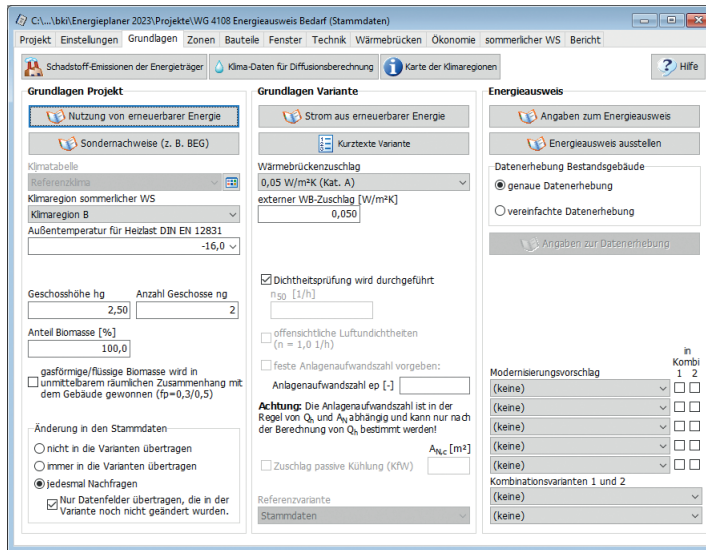 C:\...\bki\Energieplaner 2023\Projekte\WG 4108 Energieausweis Bedarf (Stammdaten)
Projekt Einstellungen Grundlagen Zonen Bauteile Fenster Technik Wärmebrücken Ökonomie sommerlicher WS Bericht
Schadstoff-Emissionen der Energieträger Klima-Daten für Diffusionsberechnung Karte der Klimaregionen Hilfe
Grundlagen Projekt
Nutzung von erneuerbarer Energie
Sondernachweise (z. B. BEG)
Klimatabelle
Referenzklima
Klimaregion sommerlicher WS
Klimaregion B
Außentemperatur für Heizlast DIN EN 12831
-16,0
Geschosshöhe hg Anzahl Geschosse ng
2,50 2
Anteil Biomasse [%]
100,0
gasförmige/flüssige Biomasse wird in
unmittelbarem räumlichen Zusammenhang mit
dem Gebäude gewonnen (fp=0,3/0,5)
Änderung in den Stammdaten
nicht in die Varianten übertragen
immer in die Varianten übertragen
jedesmal Nachfragen
Nur Datenfelder übertragen, die in der
Variante noch nicht geändert wurden.
Grundlagen Variante
Strom aus erneuerbarer Energie
Kurztexte Variante
Wärmebrückenzuschlag
0,05 W/m²K (Kat. A)
externer WB-Zuschlag [W/m²K]
0,050
Dichtheitsprüfung wird durchgeführt
n50 [1/h]
offensichtliche Luftundichtheiten
(n = 1,0 1/h)
feste Anlagenaufwandszahl vorgeben:
Anlagenaufwandszahl ep [-]
Achtung: Die Anlagenaufwandszahl ist in der
Regel von Qh und AN abhängig und kann nur nach
der Berechnung von Qh bestimmt werden!
AN,c [m²]
Zuschlag passive Kühlung (KfW)
Referenzvariante
Stammdaten
Energieausweis
Angaben zum Energieausweis
Energieausweis ausstellen
Datenerhebung Bestandsgebäude
genaue Datenerhebung
vereinfachte Datenerhebung
Angaben zur Datenerhebung
in
Kombi
Modernisierungsvorschlag 1 2
(keine)
(keine)
(keine)
(keine)
(keine)
Kombinationsvarianten 1 und 2
(keine)
(keine)